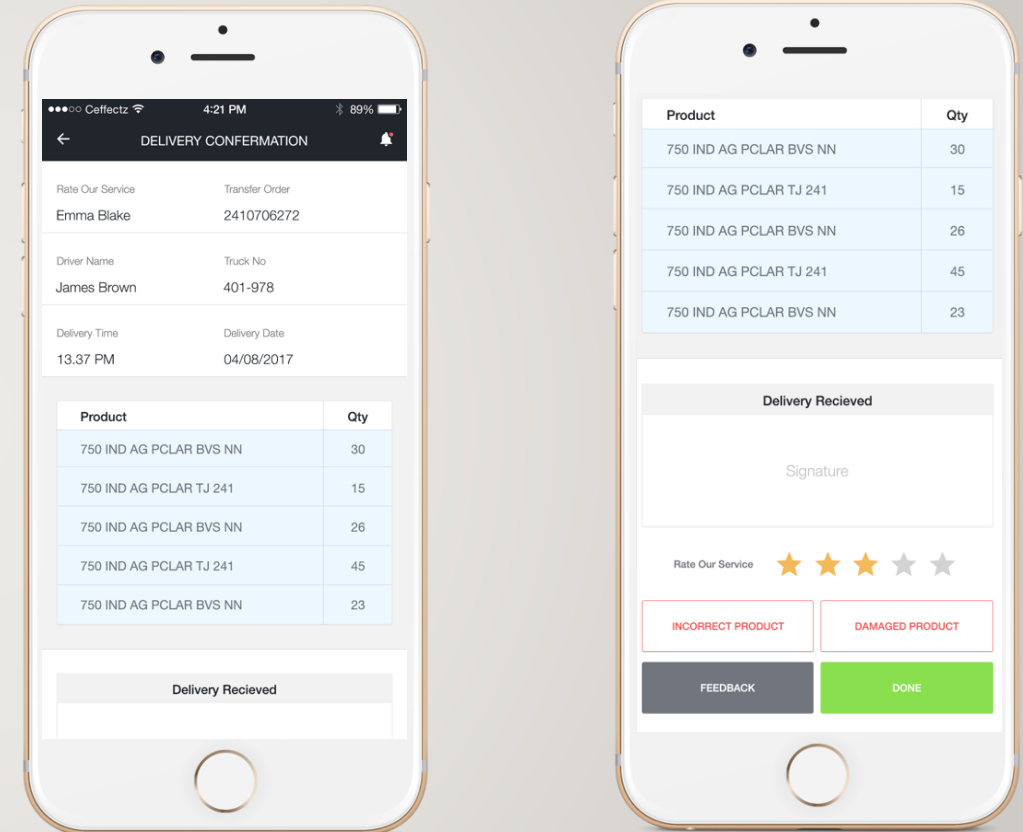 Ceffectz 4:21 PM 89%
DELIVERY CONFERMATION
Rate Our Service Transfer Order
Emma Blake 2410706272
Driver Name Truck No
James Brown 401-978
Delivery Time Delivery Date
13.37 PM 04/08/2017
Product Qty
750 IND AG PCLAR BVS NN 30
750 IND AG PCLAR TJ 241 15
750 IND AG PCLAR BVS NN 26
750 IND AG PCLAR TJ 241 45
750 IND AG PCLAR BVS NN 23
Delivery Recieved
Product Qty
750 IND AG PCLAR BVS NN 30
750 IND AG PCLAR TJ 241 15
750 IND AG PCLAR BVS NN 26
750 IND AG PCLAR TJ 241 45
750 IND AG PCLAR BVS NN 23
Delivery Recieved
Signature
Rate Our Service
INCORRECT PRODUCT DAMAGED PRODUCT
FEEDBACK DONE